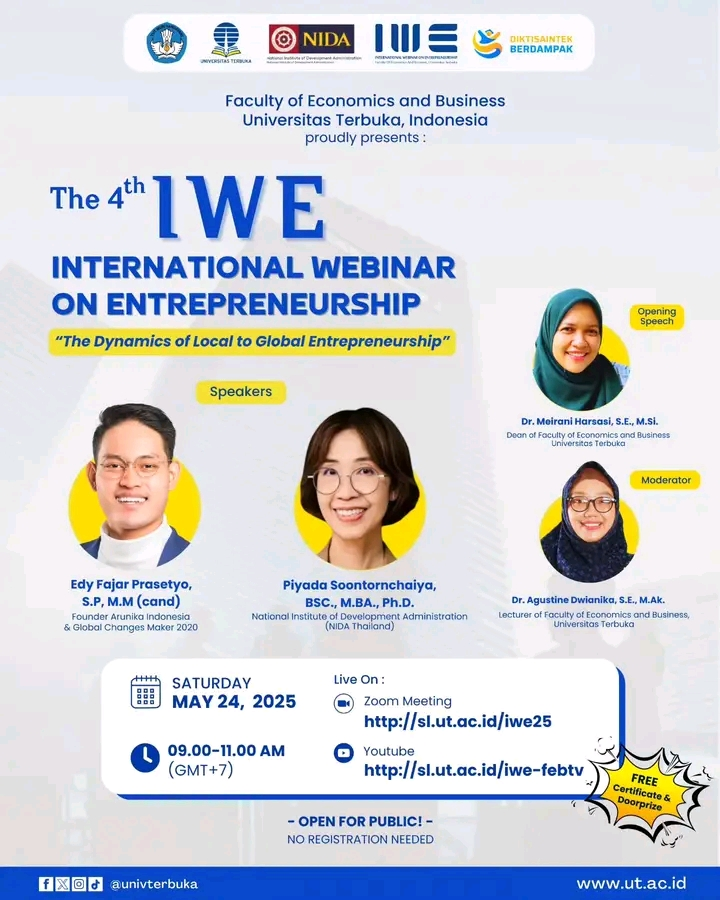 UNIVERSITAS TERBUKA
NIDA
National Institute of Development Administration
IWE
INTERNATIONAL WEBINAR ON ENTREPRENEURSHIP
DIKTISAINTEK
BERDAMPAK
Faculty of Economics and Business
Universitas Terbuka, Indonesia
proudly presents :
The 4th IWE
INTERNATIONAL WEBINAR
ON ENTREPRENEURSHIP
“The Dynamics of Local to Global Entrepreneurship”
Opening
Speech
Dr. Meirani Harsasi, S.E., M.Si.
Dean of Faculty of Economics and Business
Universitas Terbuka
Speakers
Edy Fajar Prasetyo,
S.P, M.M (cand)
Founder Arunika Indonesia
& Global Changes Maker 2020
Piyada Soontornchaiya,
BSC., M.BA., Ph.D.
National Institute of Development Administration
(NIDA Thailand)
Moderator
Dr. Agustine Dwianika, S.E., M.Ak.
Lecturer of Faculty of Economics and Business,
Universitas Terbuka
SATURDAY
MAY 24, 2025
09.00-11.00 AM
(GMT+7)
Live On :
Zoom Meeting
http://sl.ut.ac.id/iwe25
Youtube
http://sl.ut.ac.id/iwe-febtv
FREE
Certificate &
Doorprize
- OPEN FOR PUBLIC! -
NO REGISTRATION NEEDED
@univterbuka
www.ut.ac.id